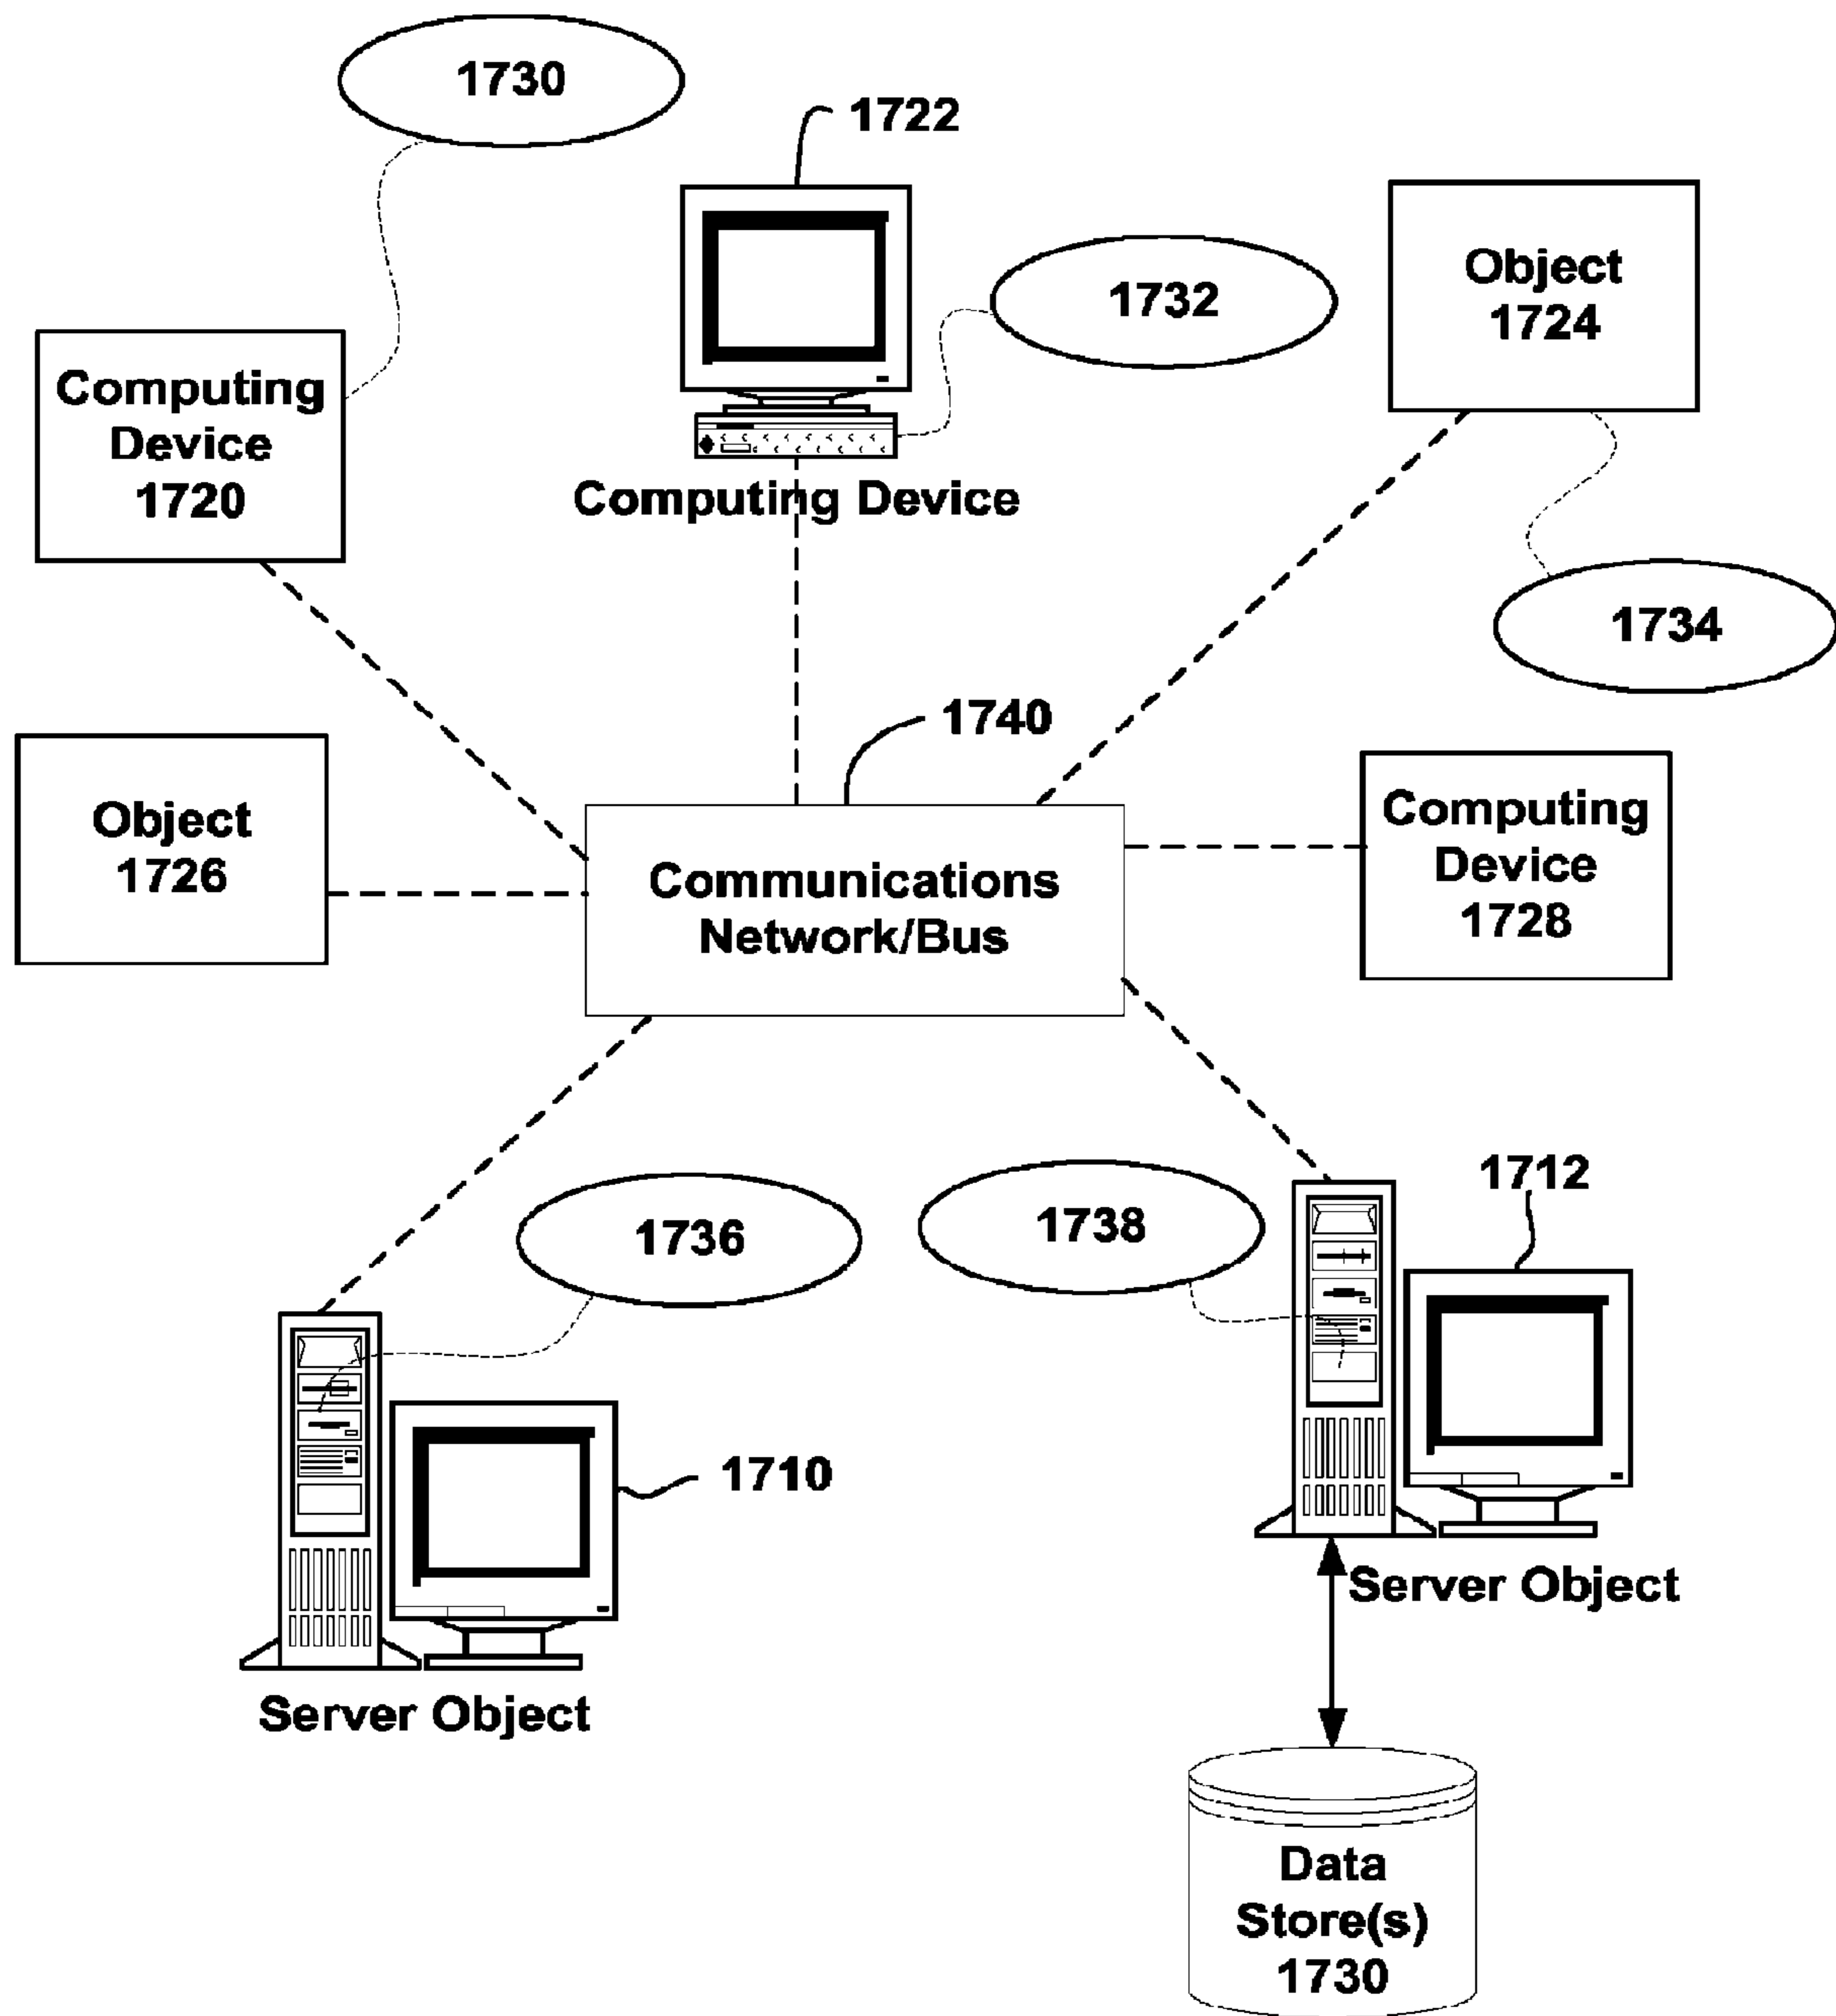 1730
1722
1732
Object
1724
Computing
Device
1720
Computing Device
1734
1740
Object
1726
Computing
Device
1728
Communications
Network/Bus
1736
1738
1712
1710
Server Object
Server Object
Data
Store(s)
1730